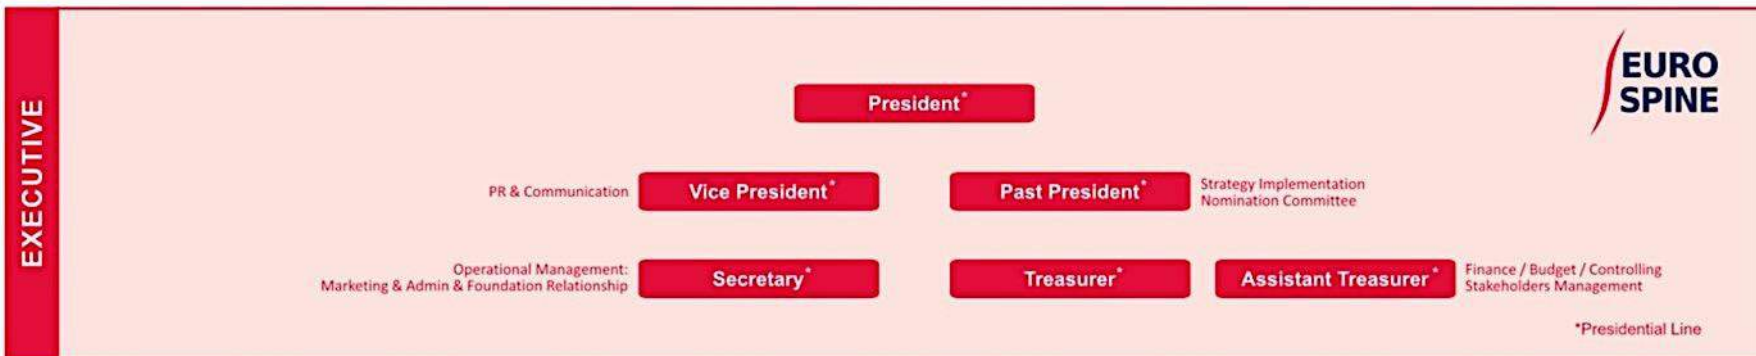 EXECUTIVE
EURO
SPINE
President*
PR & Communication
Vice President*
Past President*
Strategy Implementation
Nomination Committee
Operational Management:
Marketing & Admin & Foundation Relationship
Secretary*
Treasurer*
Assistant Treasurer*
Finance / Budget / Controlling
Stakeholders Management
*Presidential Line